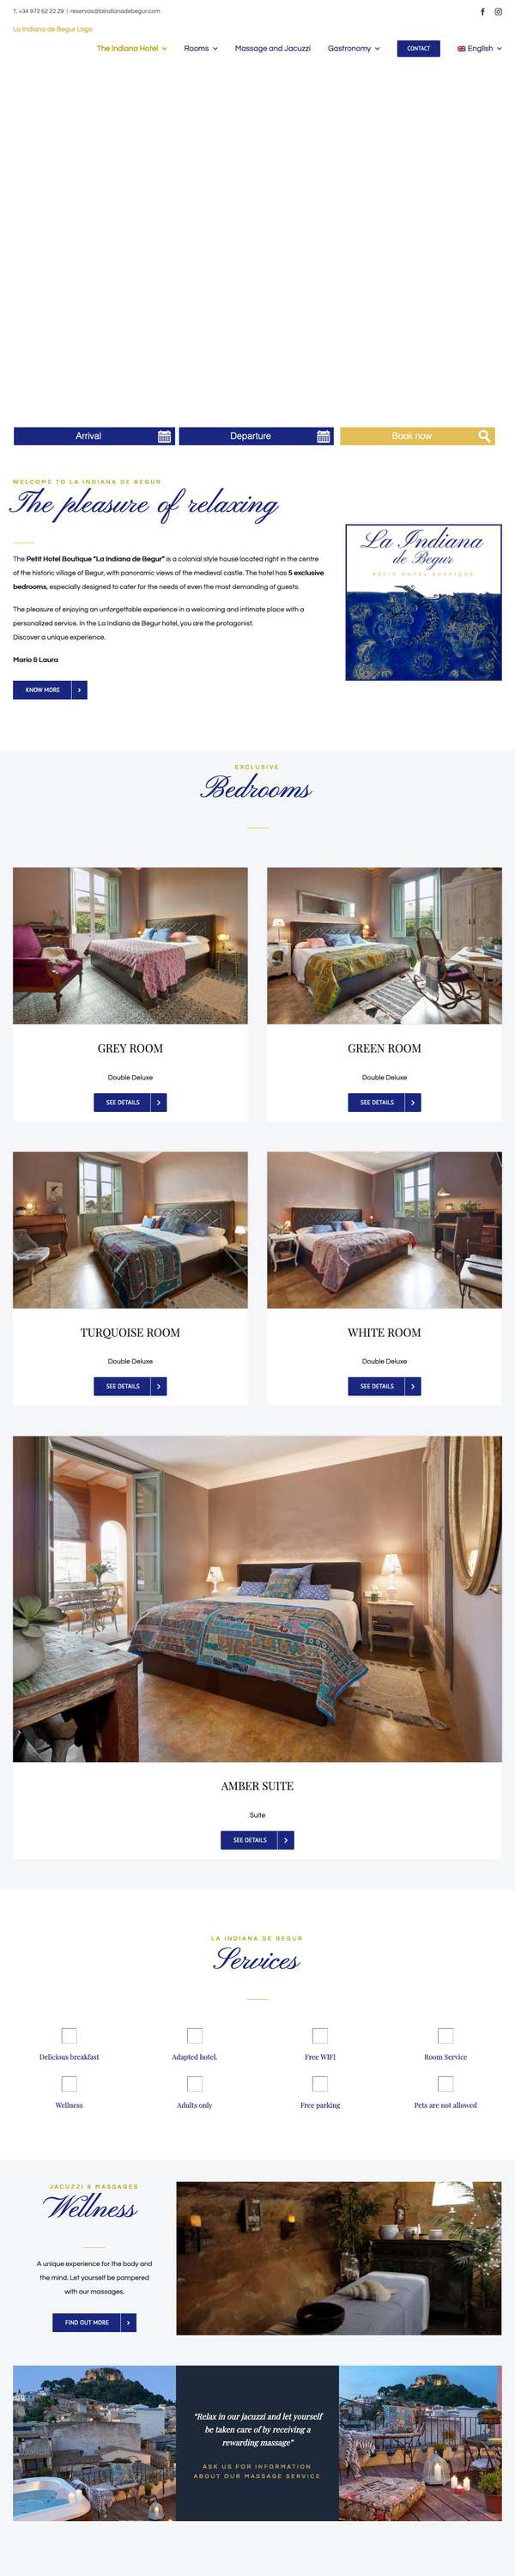 T. +34 972 62 22 29 | reservas@laindianadebegur.com
La Indiana de Begur Logo
The Indiana Hotel Rooms Massage and Jacuzzi Gastronomy CONTACT English
Arrival Departure Book now
WELCOME TO LA INDIANA DE BEGUR
The pleasure of relaxing
The Petit Hotel Boutique "La Indiana de Begur" is a colonial style house located right in the centre
of the historic village of Begur, with panoramic views of the medieval castle. The hotel has 5 exclusive
bedrooms, especially designed to cater for the needs of even the most demanding of guests.
The pleasure of enjoying an unforgettable experience in a welcoming and intimate place with a
personalized service. In the La Indiana de Begur hotel, you are the protagonist.
Discover a unique experience.
Mario & Laura
KNOW MORE
La Indiana
de Begur
PETIT HOTEL BOUTIQUE
EXCLUSIVE
Bedrooms
GREY ROOM
Double Deluxe
SEE DETAILS
GREEN ROOM
Double Deluxe
SEE DETAILS
TURQUOISE ROOM
Double Deluxe
SEE DETAILS
WHITE ROOM
Double Deluxe
SEE DETAILS
AMBER SUITE
Suite
SEE DETAILS
LA INDIANA DE BEGUR
Services
Delicious breakfast Adapted hotel. Free WIFI Room Service
Wellness Adults only Free parking Pets are not allowed
JACUZZI & MASSAGES
Wellness
A unique experience for the body and
the mind. Let yourself be pampered
with our massages.
FIND OUT MORE
"Relax in our jacuzzi and let yourself
be taken care of by receiving a
rewarding massage"
ASK US FOR INFORMATION
ABOUT OUR MASSAGE SERVICE